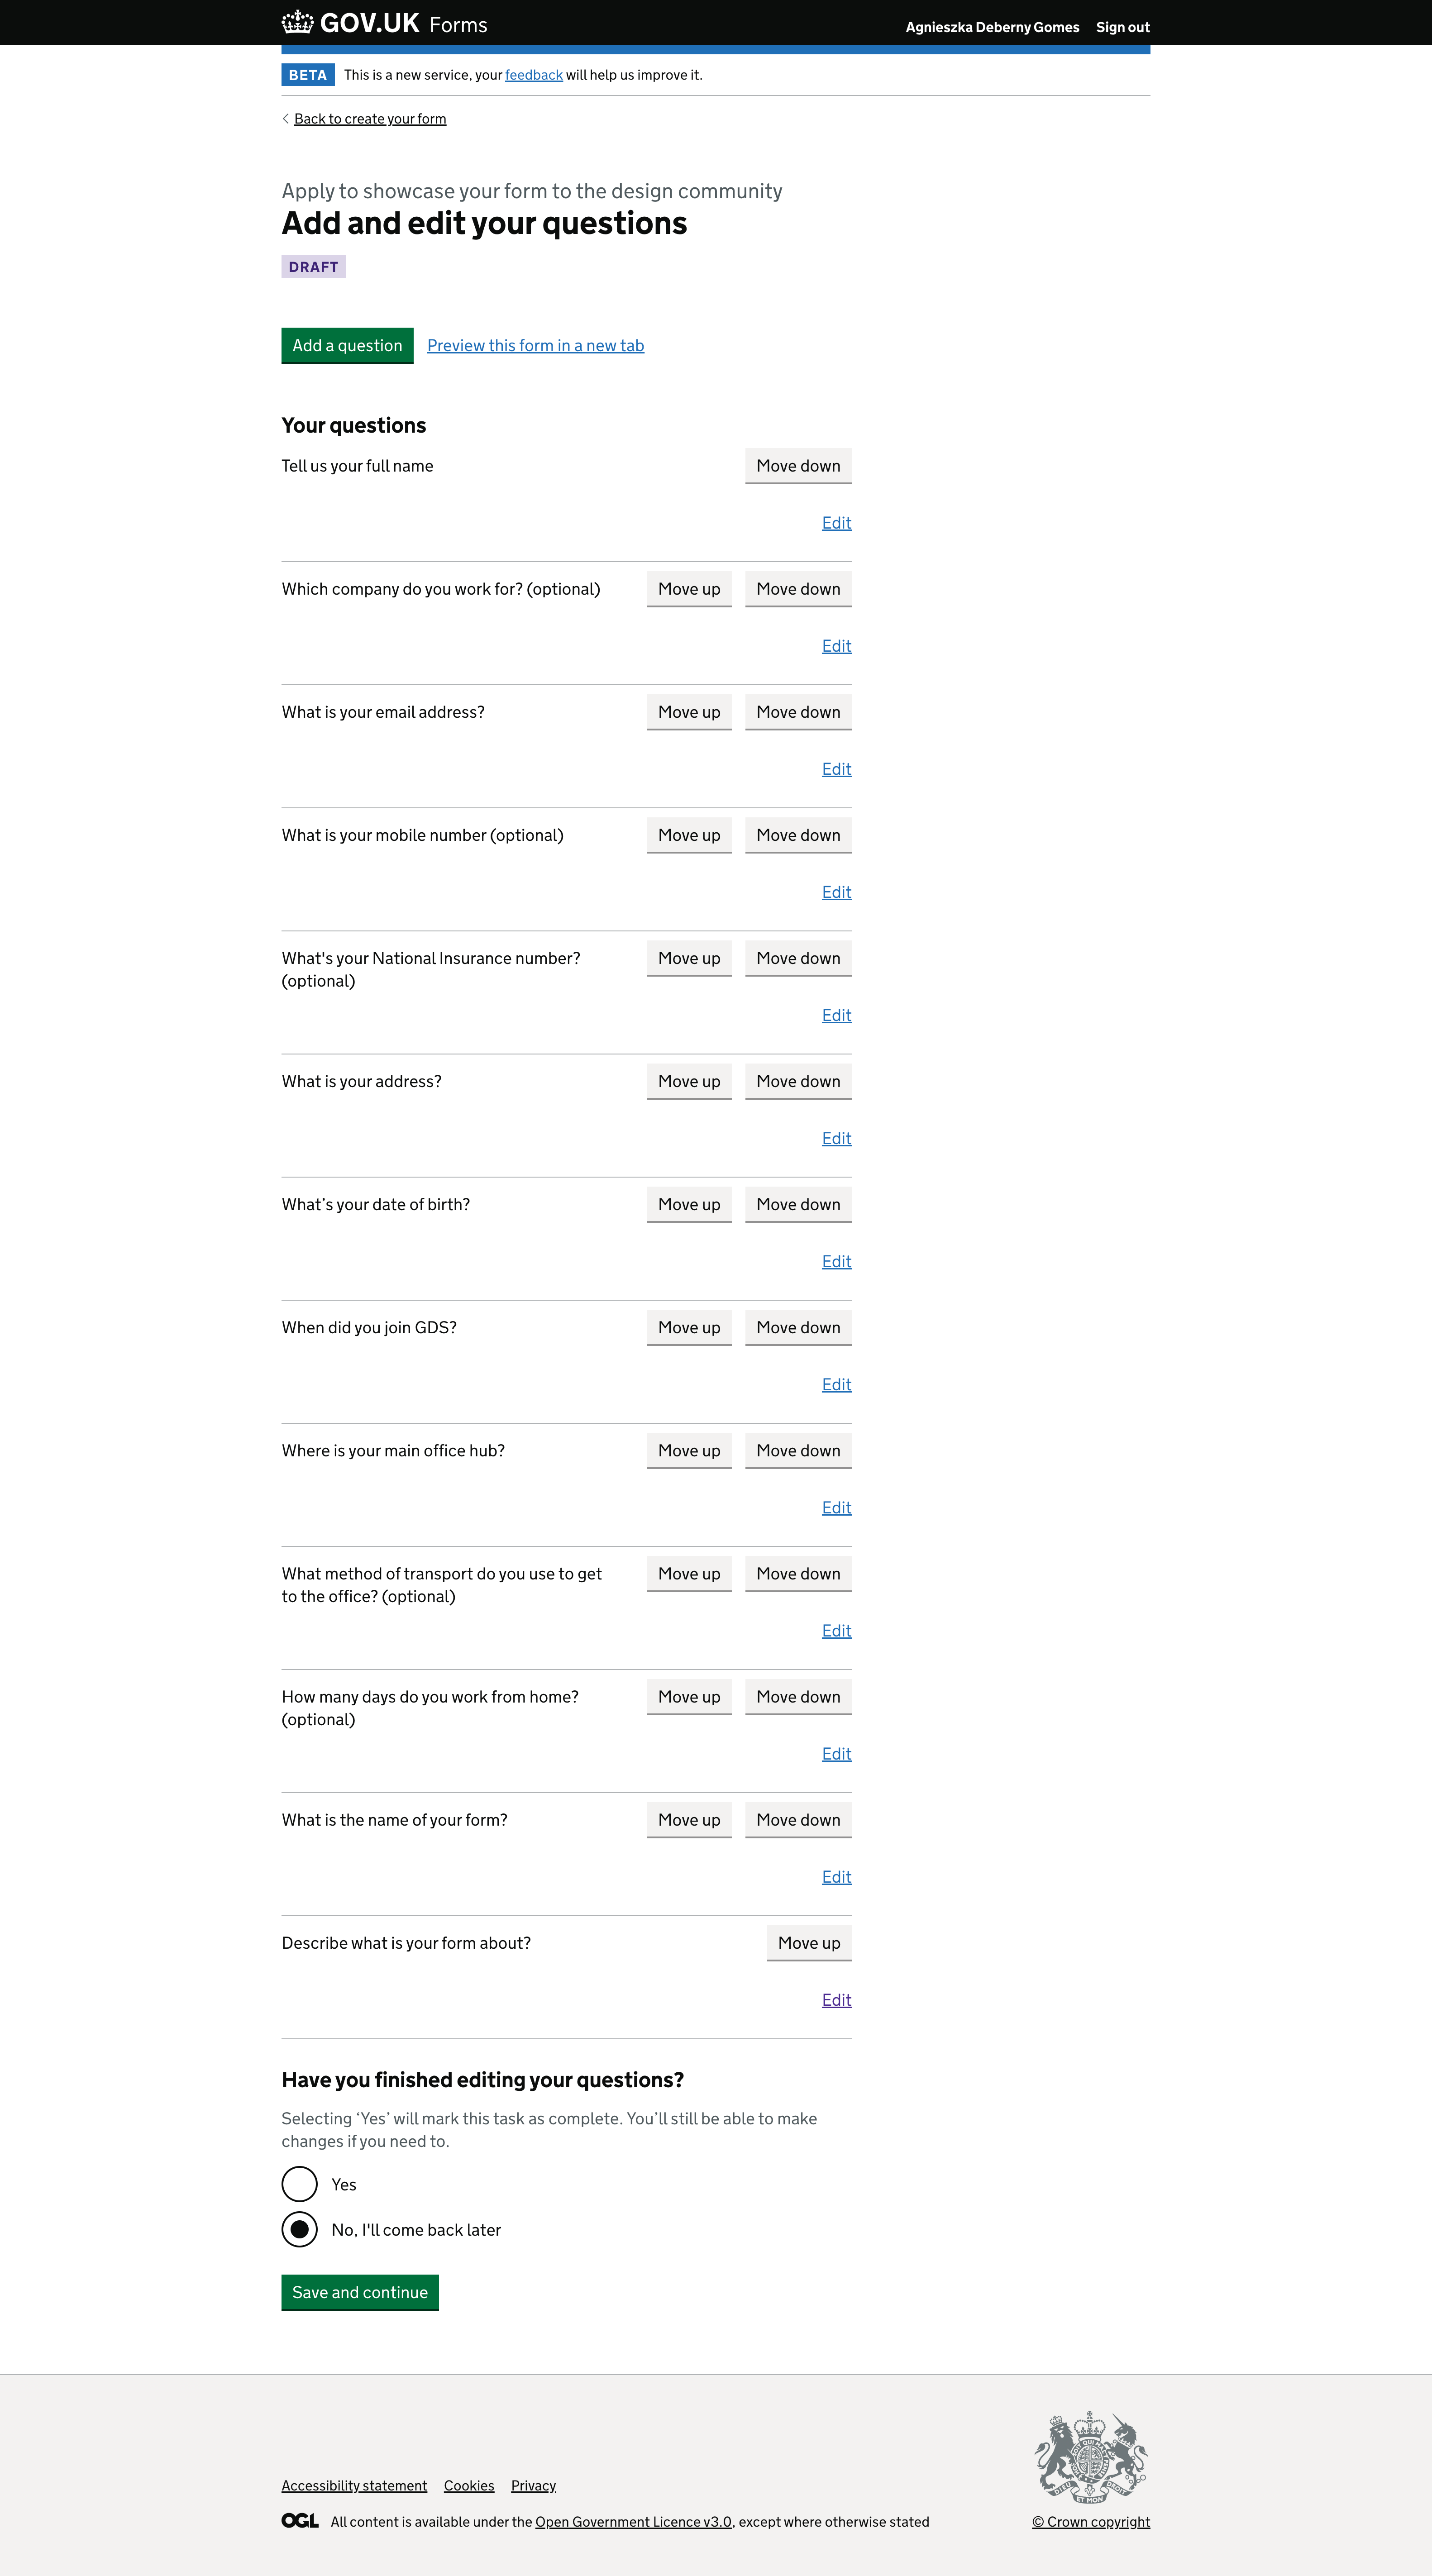 GOV.UK Forms
Agnieszka Deberny Gomes Sign out
BETA This is a new service, your feedback will help us improve it.
Back to create your form
Apply to showcase your form to the design community
Add and edit your questions
DRAFT
Add a question Preview this form in a new tab
Your questions
Tell us your full name Move down
Edit
Which company do you work for? (optional) Move up Move down
Edit
What is your email address? Move up Move down
Edit
What is your mobile number (optional) Move up Move down
Edit
What's your National Insurance number? Move up Move down
(optional)
Edit
What is your address? Move up Move down
Edit
What’s your date of birth? Move up Move down
Edit
When did you join GDS? Move up Move down
Edit
Where is your main office hub? Move up Move down
Edit
What method of transport do you use to get Move up Move down
to the office? (optional)
Edit
How many days do you work from home? Move up Move down
(optional)
Edit
What is the name of your form? Move up Move down
Edit
Describe what is your form about? Move up
Edit
Have you finished editing your questions?
Selecting ‘Yes’ will mark this task as complete. You’ll still be able to make
changes if you need to.
Yes
No, I'll come back later
Save and continue
Accessibility statement Cookies Privacy
OGL All content is available under the Open Government Licence v3.0, except where otherwise stated
© Crown copyright